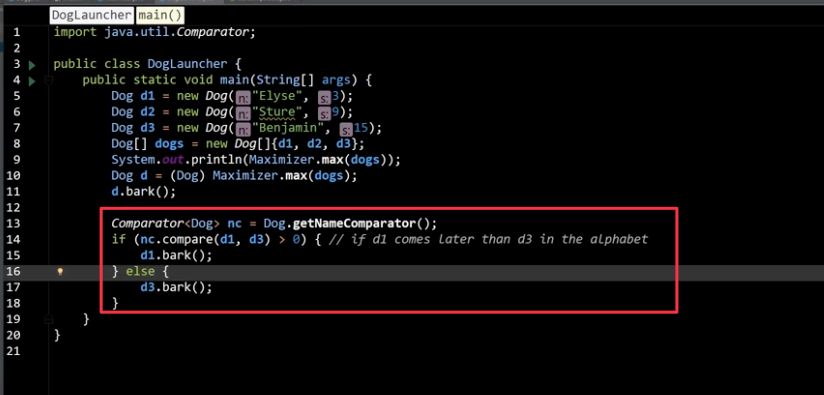 DogLauncher main()
1 import java.util.Comparator;
2
3 public class DogLauncher {
4 public static void main(String[] args) {
5 Dog d1 = new Dog( n: "Elyse", s: 3);
6 Dog d2 = new Dog( n: "Sture", s: 9);
7 Dog d3 = new Dog( n: "Benjamin", s: 15);
8 Dog[] dogs = new Dog[]{d1, d2, d3};
9 System.out.println(Maximizer.max(dogs));
10 Dog d = (Dog) Maximizer.max(dogs);
11 d.bark();
12
13 Comparator<Dog> nc = Dog.getNameComparator();
14 if (nc.compare(d1, d3) > 0) { // if d1 comes later than d3 in the alphabet
15 d1.bark();
16 } else {
17 d3.bark();
18 }
19 }
20 }
21